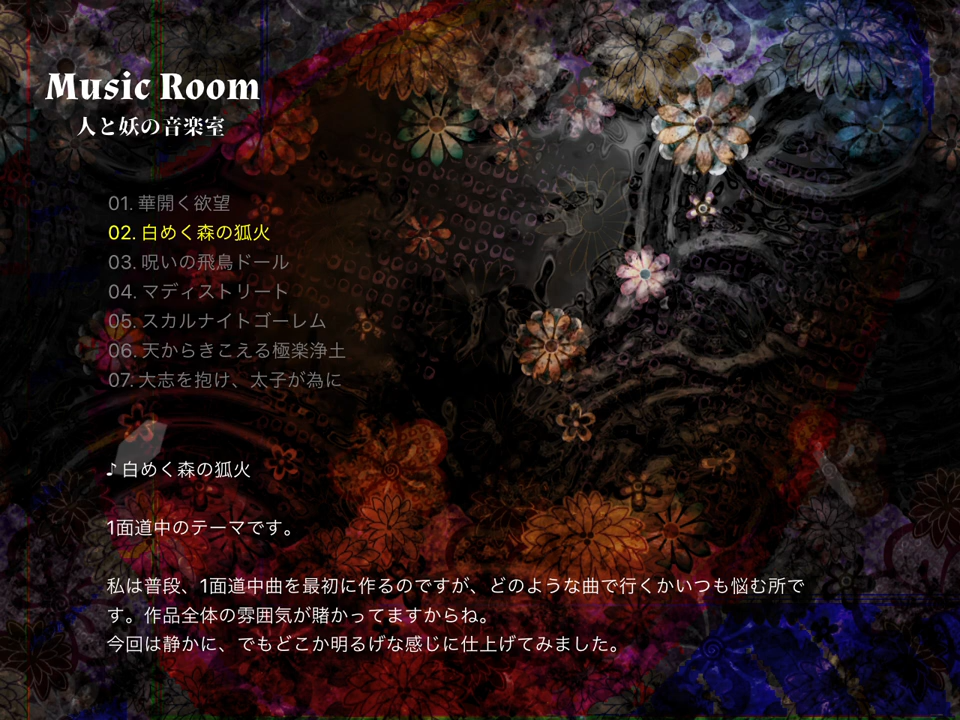 Music Room
人と妖の音楽室
01. 華開く欲望
02. 白めく森の狐火
03. 呪いの飛鳥ドール
04. マディストリート
05. スカルナイトゴーレム
06. 天からきこえる極楽浄土
07. 大志を抱け、太子が為に
♪ 白めく森の狐火
1面道中のテーマです。
私は普段、1面道中曲を最初に作るのですが、どのような曲で行くかいつも悩む所で
す。作品全体の雰囲気が賭かってますからね。
今回は静かに、でもどこか明るげな感じに仕上げてみました。